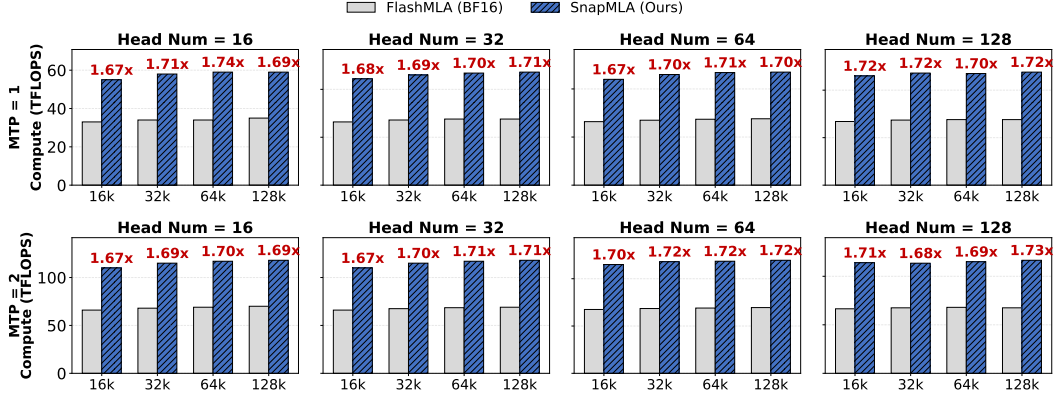 FlashMLA (BF16) SnapMLA (Ours)
Head Num = 16 Head Num = 32 Head Num = 64 Head Num = 128
MTP = 1
Compute (TFLOPS)
60
40
20
0
1.67x 1.71x 1.74x 1.69x 1.68x 1.69x 1.70x 1.71x 1.67x 1.70x 1.71x 1.70x 1.72x 1.72x 1.70x 1.72x
16k 32k 64k 128k 16k 32k 64k 128k 16k 32k 64k 128k 16k 32k 64k 128k
Head Num = 16 Head Num = 32 Head Num = 64 Head Num = 128
MTP = 2
Compute (TFLOPS)
100
50
0
1.67x 1.69x 1.70x 1.69x 1.67x 1.70x 1.71x 1.71x 1.70x 1.72x 1.72x 1.72x 1.71x 1.68x 1.69x 1.73x
16k 32k 64k 128k 16k 32k 64k 128k 16k 32k 64k 128k 16k 32k 64k 128k